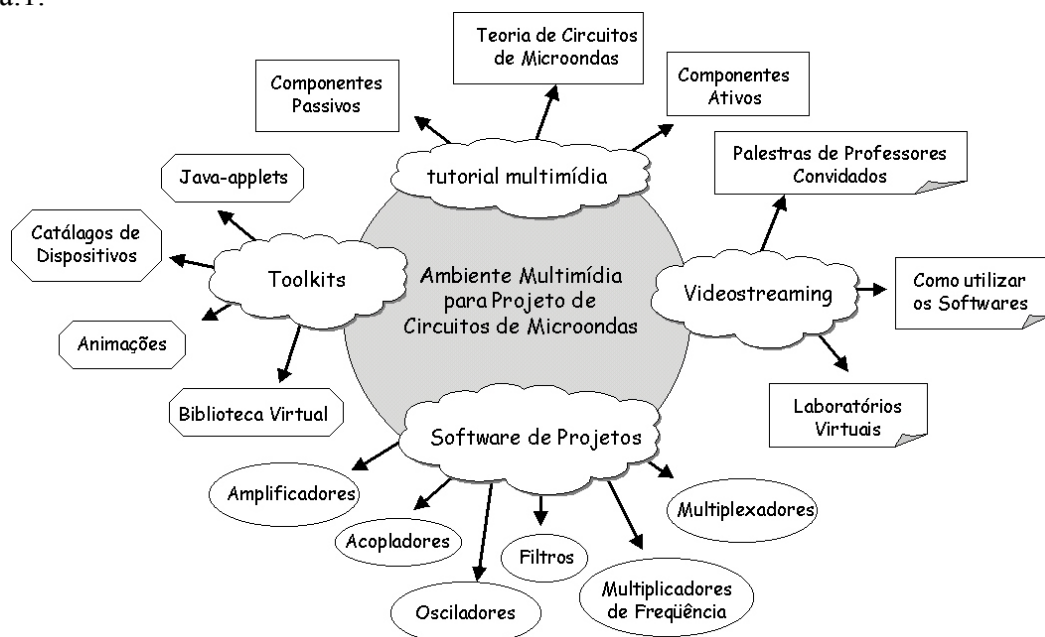 a.1.
Teoria de Circuitos
de Microondas
Componentes
Passivos
Componentes
Ativos
tutorial multimídia
Palestras de Professores
Convidados
Java-applets
Catálagos de
Dispositivos
Toolkits
Animações
Biblioteca Virtual
Ambiente Multimídia
para Projeto de
Circuitos de Microondas
Videostreaming
Como utilizar
os Softwares
Laboratórios
Virtuais
Software de Projetos
Amplificadores
Acopladores
Osciladores
Filtros
Multiplicadores
de Freqüência
Multiplexadores